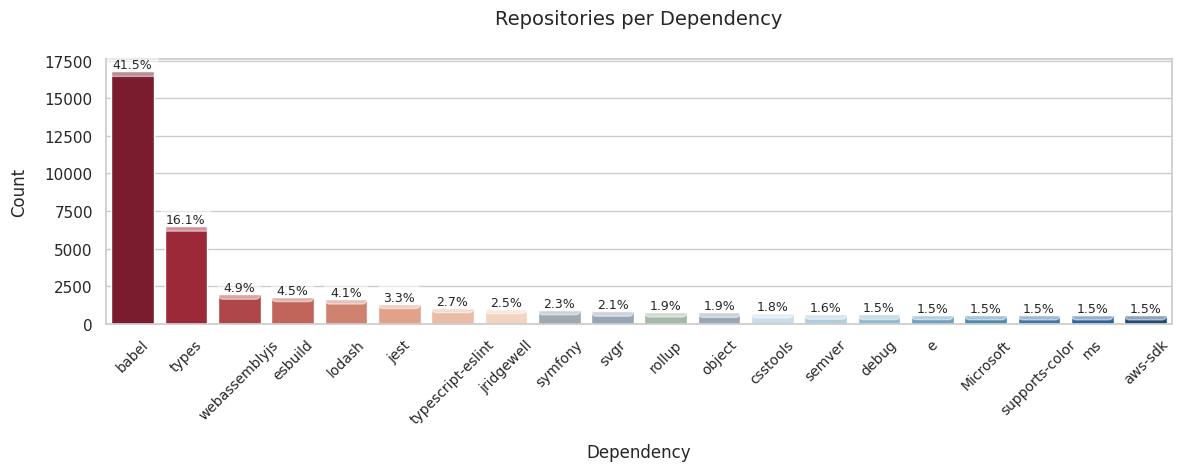 Repositories per Dependency
Count
17500
15000
12500
10000
7500
5000
2500
0
41.5%
16.1%
4.9%
4.5%
4.1%
3.3%
2.7%
2.5%
2.3%
2.1%
1.9%
1.9%
1.8%
1.6%
1.5%
1.5%
1.5%
1.5%
1.5%
1.5%
babel
types
webassemblyjs
esbuild
lodash
jest
typescript-eslint
jridgewell
symfony
svgr
rollup
object
csstools
semver
debug
e
Microsoft
supports-color
ms
aws-sdk
Dependency